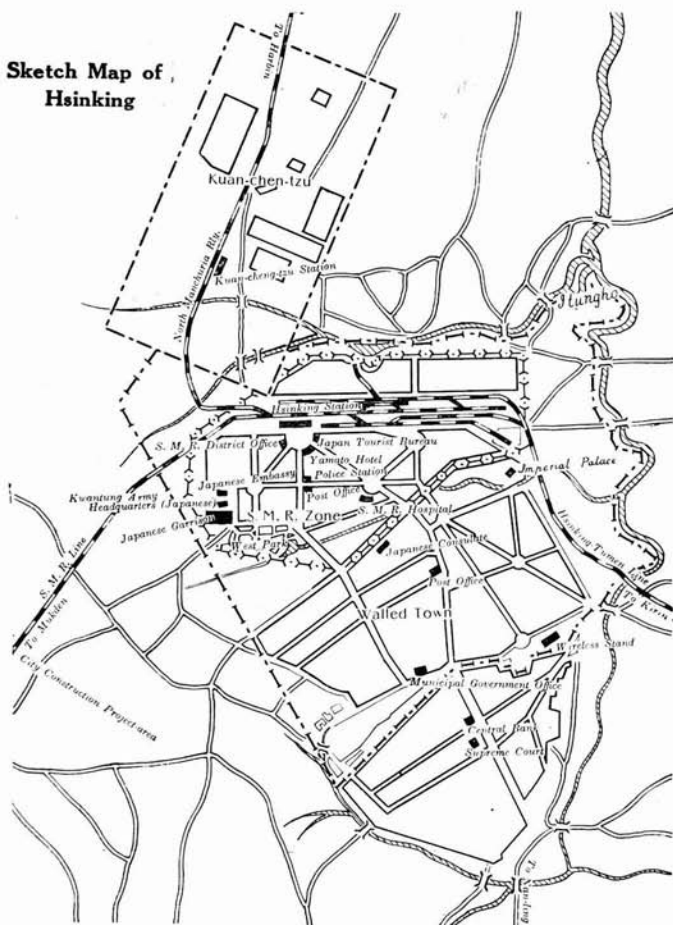 Sketch Map of
Hsinking
To Harbin
Kuan-chen-tzu
North Manchuria Rly.
Kuan-cheng-tzu Station
Itungho
Hsinking Station
S. M. R. District Office
Japan Tourist Bureau
Yamato Hotel
Japanese Embassy
Police Station
Imperial Palace
Kwantung Army
Headquarters (Japanese)
Post Office
S. M. R. Hospital
S. M. R. Zone
Japanese Garrison
West Park
Japanese Consulate
Hsinking-Tumen Line
S. M. R. Line
Post Office
To Kirin
Walled Town
To Mukden
Wireless Stand
City Construction Project-area
Municipal Government Office
Central Bank
Supreme Court